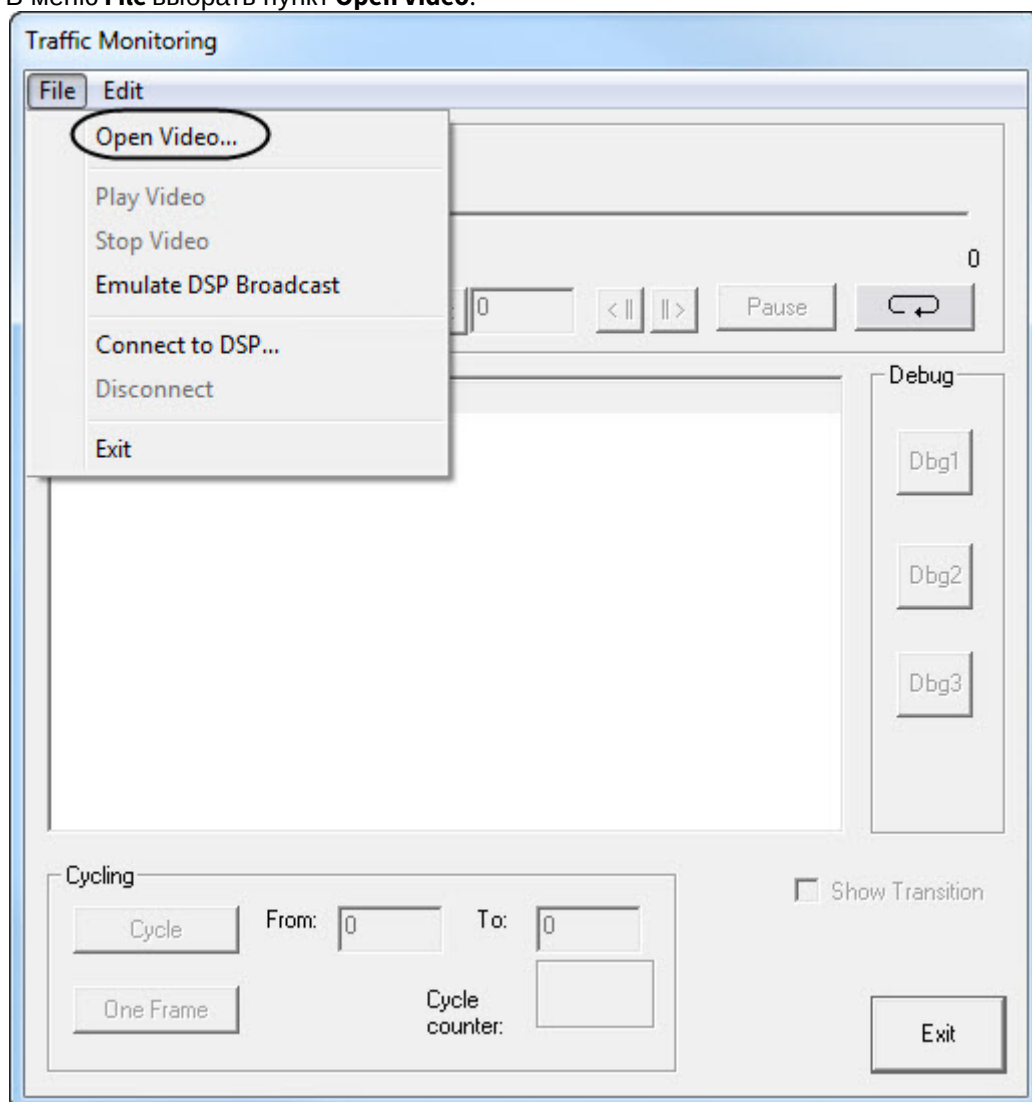 В меню File выбрать пункт Open Video.
Traffic Monitoring
File Edit
Open Video...
Play Video
Stop Video
Emulate DSP Broadcast
Connect to DSP...
Disconnect
Exit
0
0 < || || > Pause
Debug
Dbg1
Dbg2
Dbg3
Cycling
Cycle From: 0 To: 0
Show Transition
One Frame Cycle
counter:
Exit